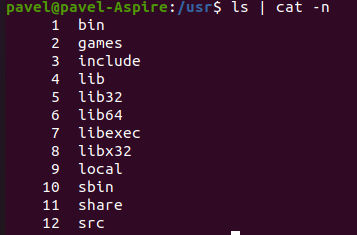 pavel@pavel-Aspire:/usr$ ls | cat -n
1 bin
2 games
3 include
4 lib
5 lib32
6 lib64
7 libexec
8 libx32
9 local
10 sbin
11 share
12 src